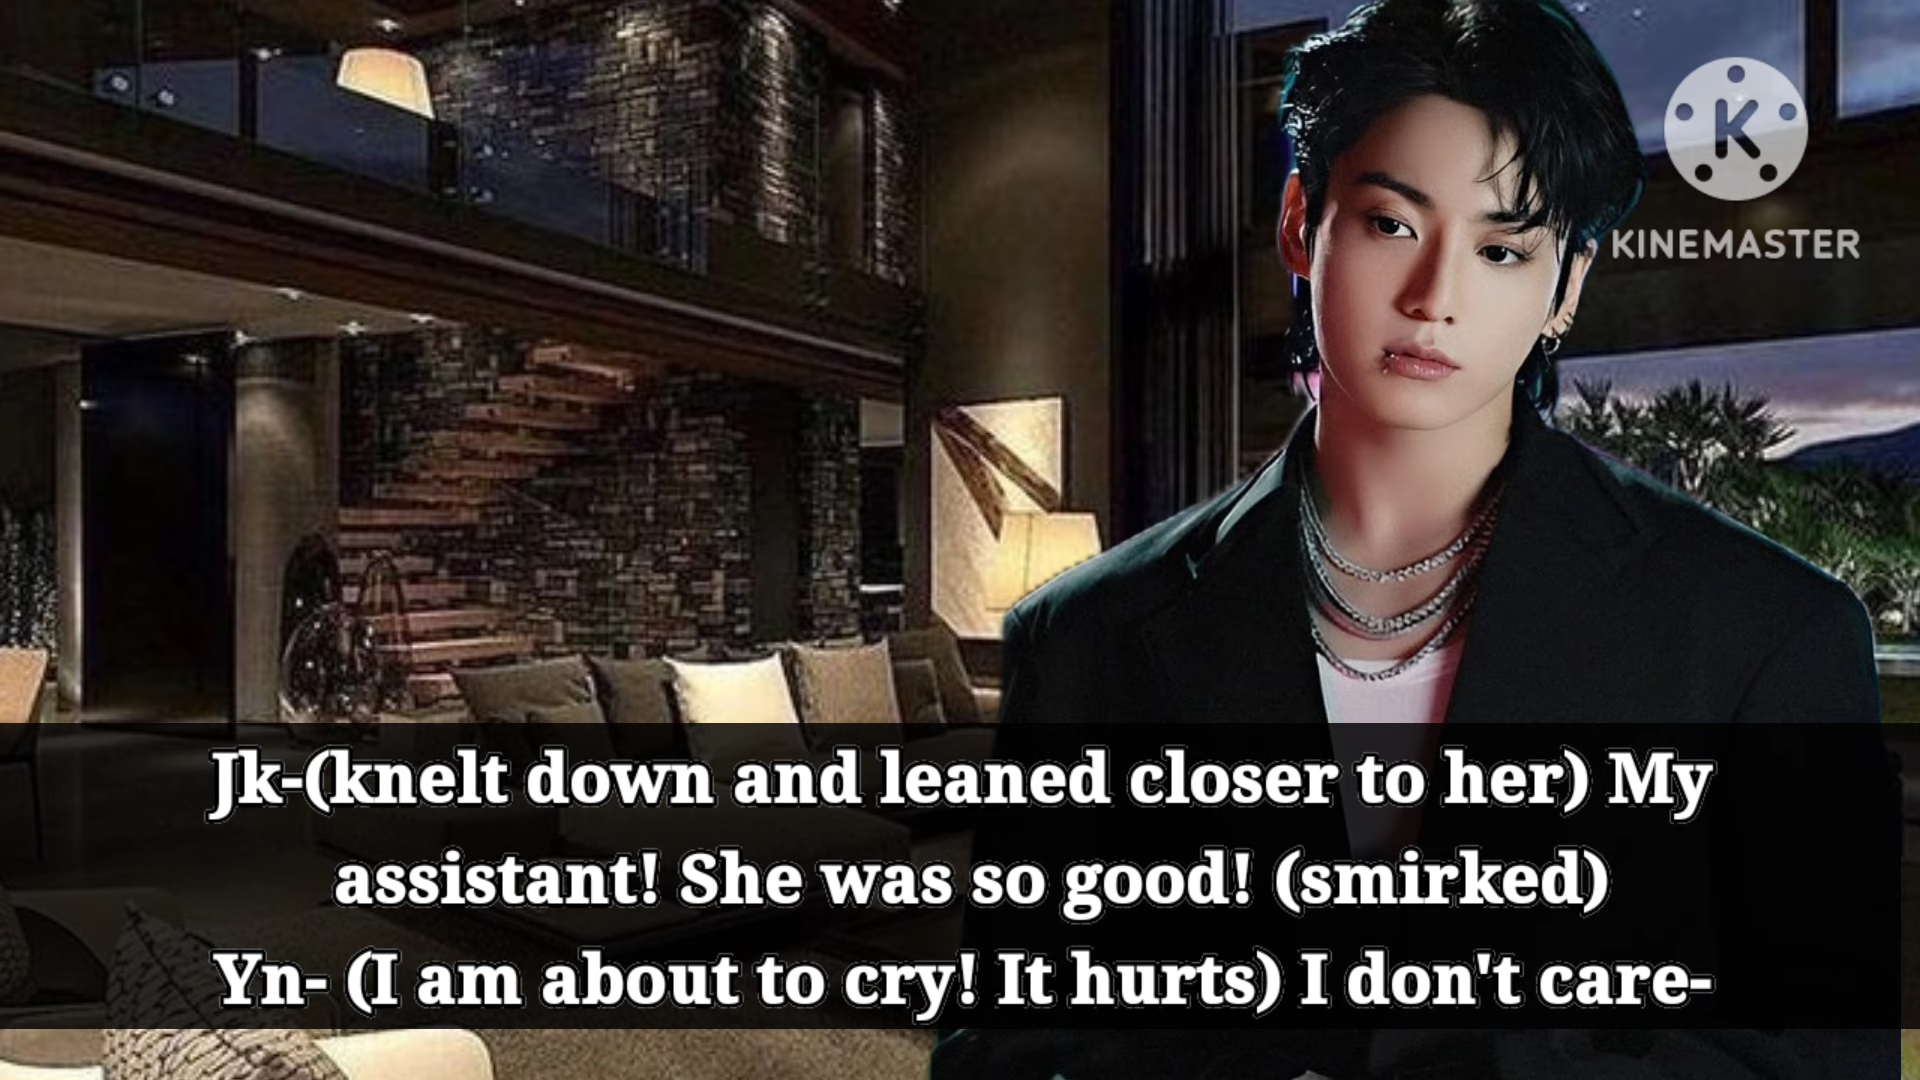 K
KINEMASTER
Jk-(knelt down and leaned closer to her) My
assistant! She was so good! (smirked)
Yn- (I am about to cry! It hurts) I don't care-